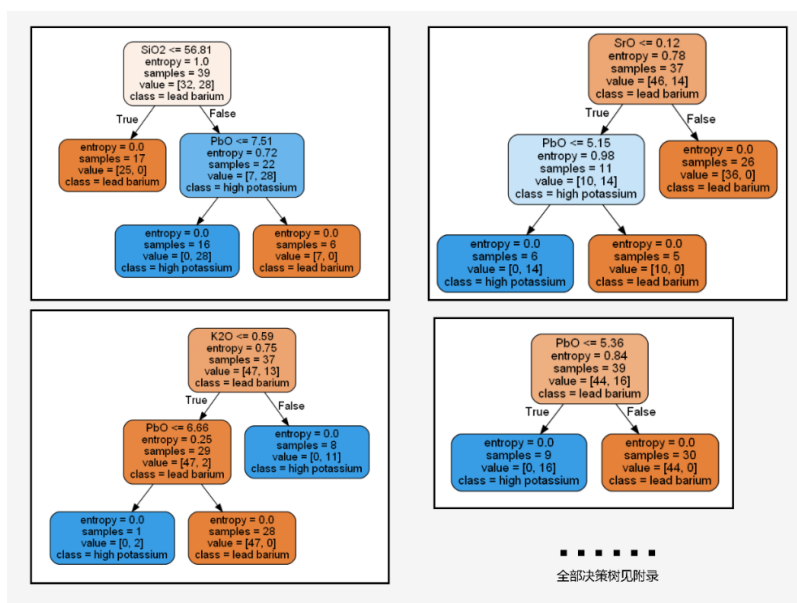 SiO2 <= 56.81
entropy = 1.0
samples = 39
value = [32, 28]
class = lead barium
True
False
entropy = 0.0
samples = 17
value = [25, 0]
class = lead barium
PbO <= 7.51
entropy = 0.72
samples = 22
value = [7, 28]
class = high potassium
entropy = 0.0
samples = 16
value = [0, 28]
class = high potassium
entropy = 0.0
samples = 6
value = [7, 0]
class = lead barium
SrO <= 0.12
entropy = 0.78
samples = 37
value = [46, 14]
class = lead barium
True
False
PbO <= 5.15
entropy = 0.98
samples = 11
value = [10, 14]
class = high potassium
entropy = 0.0
samples = 26
value = [36, 0]
class = lead barium
entropy = 0.0
samples = 6
value = [0, 14]
class = high potassium
entropy = 0.0
samples = 5
value = [10, 0]
class = lead barium
K2O <= 0.59
entropy = 0.75
samples = 37
value = [47, 13]
class = lead barium
True
False
PbO <= 6.66
entropy = 0.25
samples = 29
value = [47, 2]
class = lead barium
entropy = 0.0
samples = 8
value = [0, 11]
class = high potassium
entropy = 0.0
samples = 1
value = [0, 2]
class = high potassium
entropy = 0.0
samples = 28
value = [47, 0]
class = lead barium
PbO <= 5.36
entropy = 0.84
samples = 39
value = [44, 16]
class = lead barium
True
False
entropy = 0.0
samples = 9
value = [0, 16]
class = high potassium
entropy = 0.0
samples = 30
value = [44, 0]
class = lead barium
全部决策树见附录